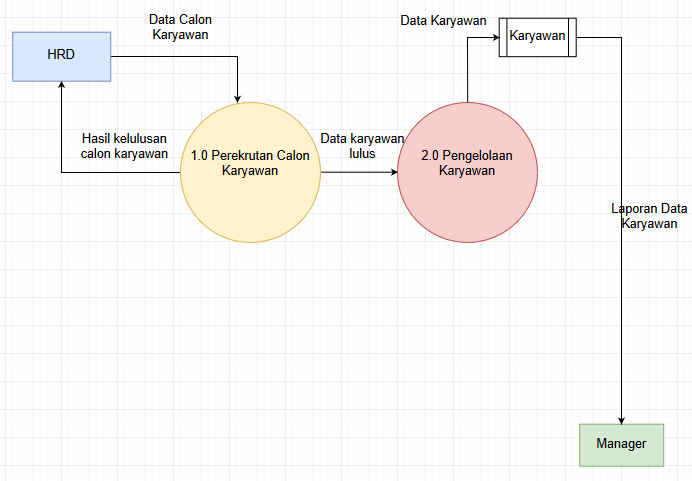 Data Calon
Karyawan
HRD
Hasil kelulusan
calon karyawan
1.0 Perekrutan Calon
Karyawan
Data karyawan
lulus
2.0 Pengelolaan
Karyawan
Data Karyawan
Karyawan
Laporan Data
Karyawan
Manager